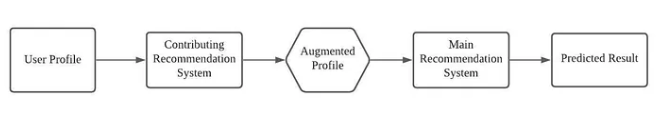 User Profile
Contributing
Recommendation
System
Augmented
Profile
Main
Recommendation
System
Predicted Result